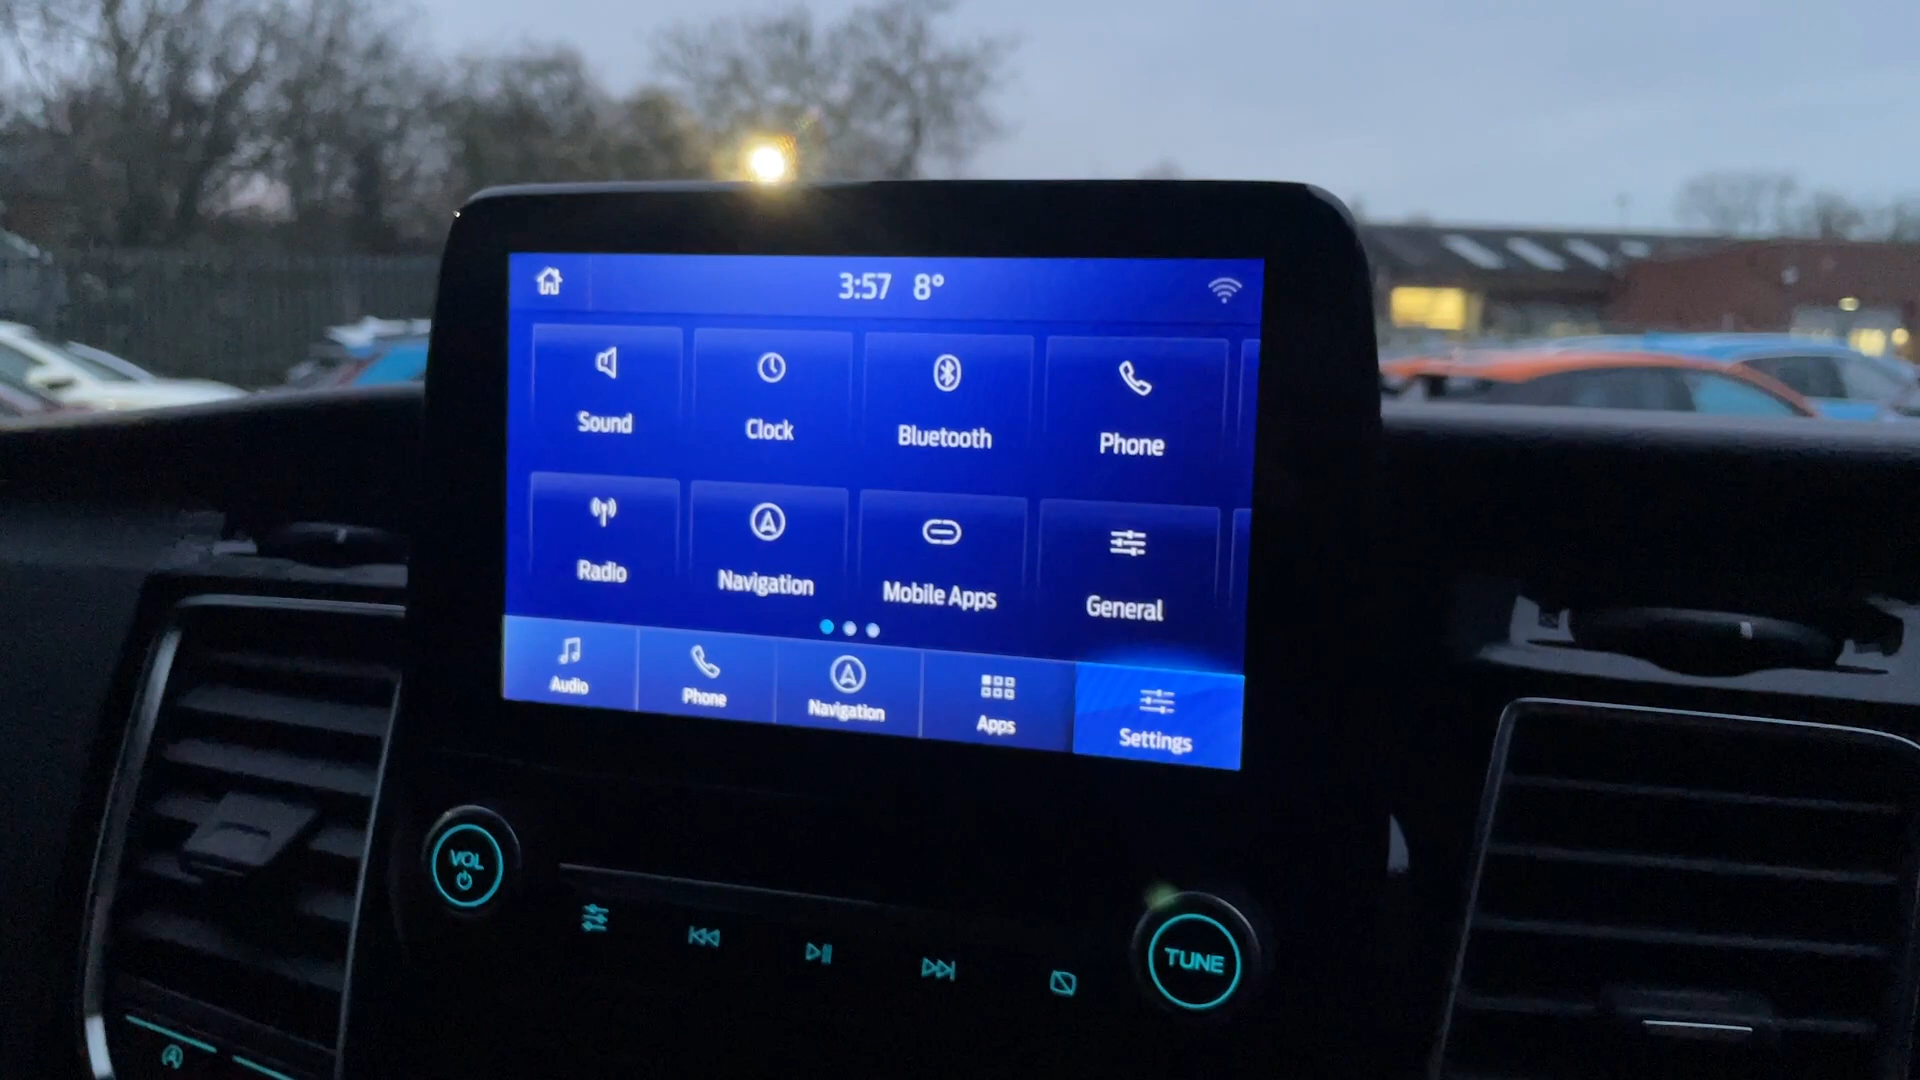 3:57 8°
Sound
Clock
Bluetooth
Phone
Radio
Navigation
Mobile Apps
General
Audio
Phone
Navigation
Apps
Settings
VOL
TUNE